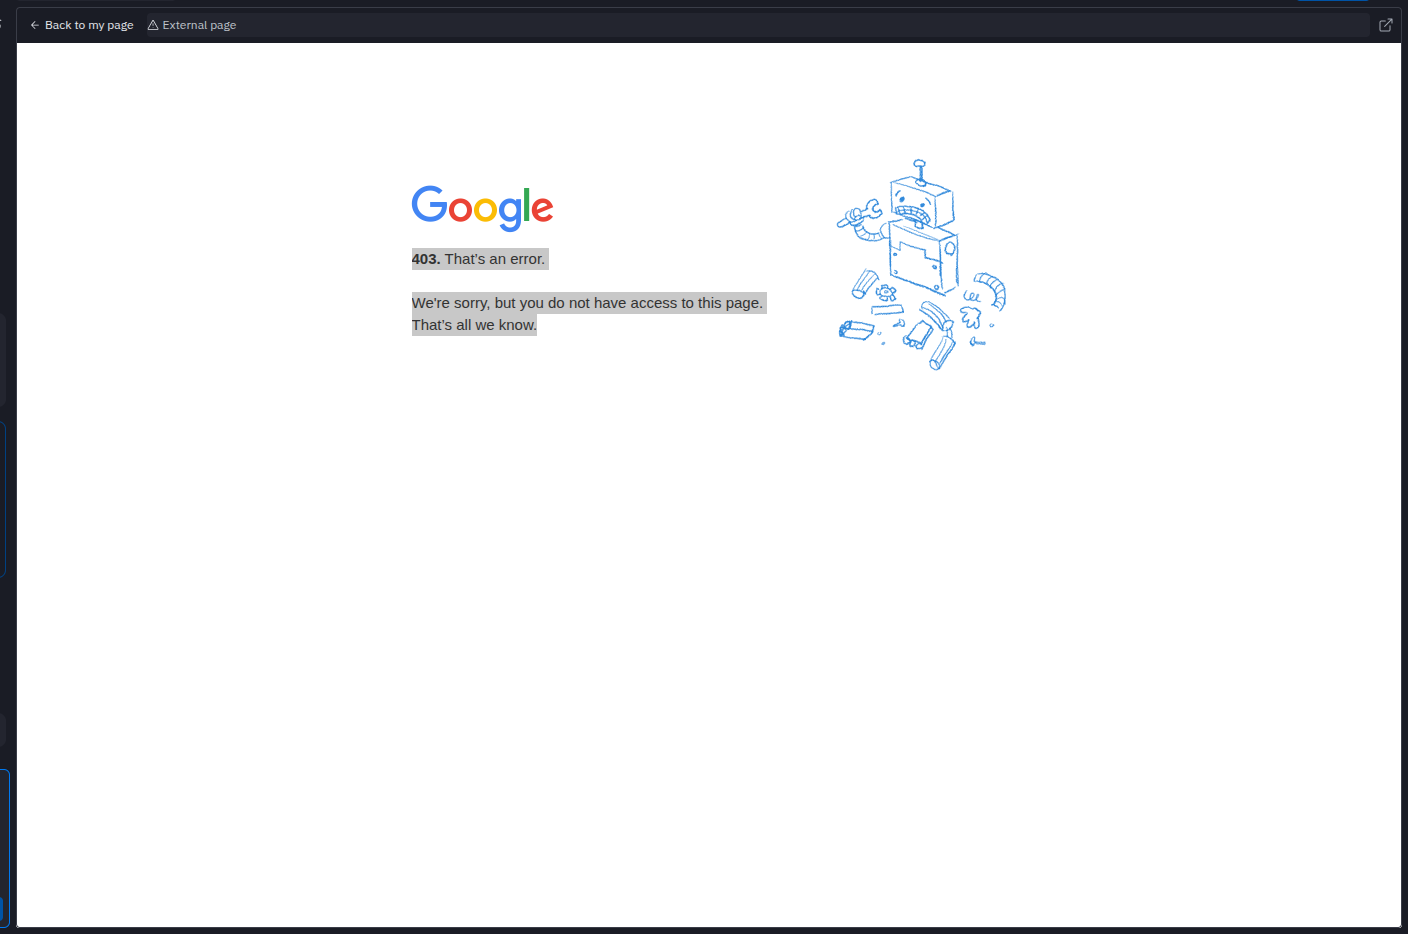 Back to my page
External page
Google
403. That's an error.
We're sorry, but you do not have access to this page.
That's all we know.